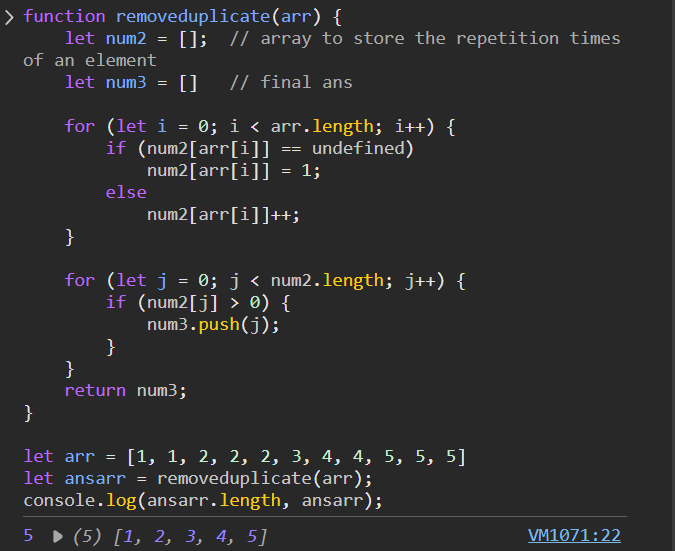 function removeduplicate(arr) {
    let num2 = [];  // array to store the repetition times
of an element
    let num3 = []   // final ans
    for (let i = 0; i < arr.length; i++) {
        if (num2[arr[i]] == undefined)
            num2[arr[i]] = 1;
        else
            num2[arr[i]]++;
    }
    for (let j = 0; j < num2.length; j++) {
        if (num2[j] > 0) {
            num3.push(j);
        }
    }
    return num3;
}
let arr = [1, 1, 2, 2, 2, 3, 4, 4, 5, 5, 5]
let ansarr = removeduplicate(arr);
console.log(ansarr.length, ansarr);
5 (5) [1, 2, 3, 4, 5] VM1071:22